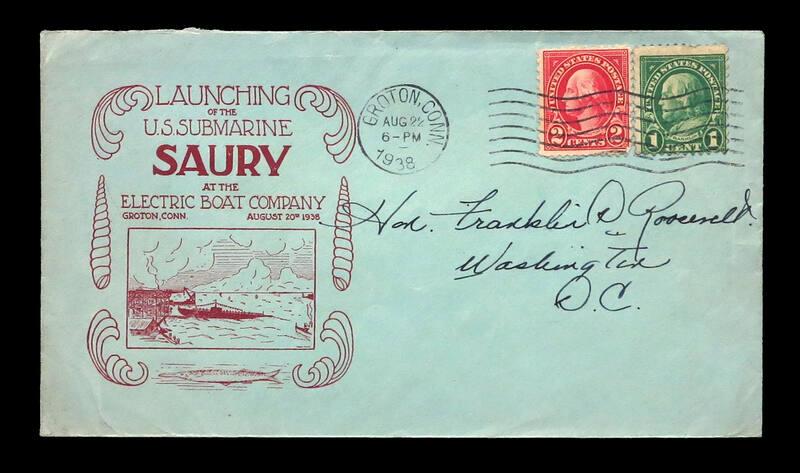 LAUNCHING
OF THE
U.S. SUBMARINE
SAURY
AT THE
ELECTRIC BOAT COMPANY
GROTON, CONN. AUGUST 20TH 1938
GROTON, CONN.
AUG 22
6-PM
1938
UNITED STATES POSTAGE
2 CENTS 2
UNITED STATES POSTAGE
FRANKLIN
1 CENT 1
Hon. Franklin D. Roosevelt.
Washington
D.C.